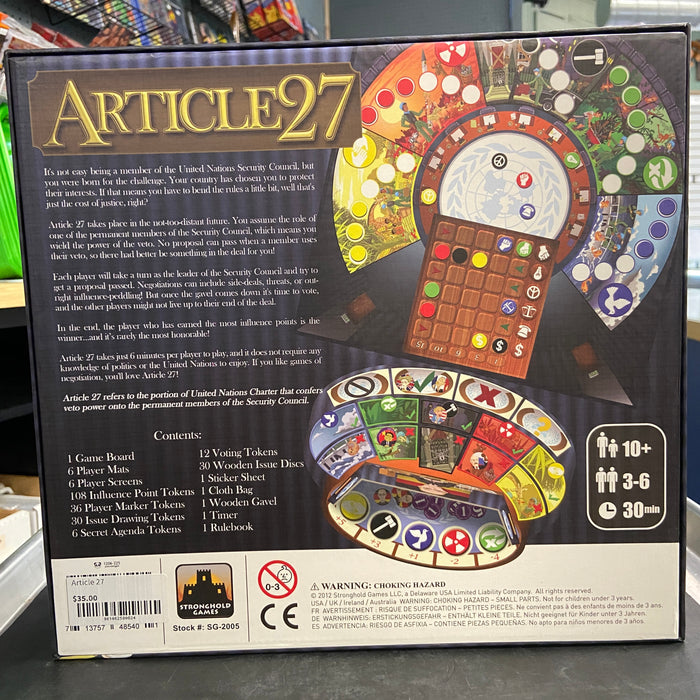 ARTICLE27
It's not easy being a member of the United Nations Security Council, but
you were born for the challenge. Your country has chosen you to protect
their interests. If that means you have to bend the rules a little bit, well that's
just the cost of justice, right?
Article 27 takes place in the not-too-distant future. You assume the role of
one of the permanent members of the Security Council, which means you
wield the power of the veto. No proposal can pass when a member uses
their veto, so there had better be something in the deal for you!
Each player will take a turn as the leader of the Security Council and try to
get a proposal passed. Negotiations can include side-deals, threats, or out-
right influence-peddling! But once the gavel comes down it's time to vote,
and the other players might not live up to their end of the deal.
In the end, the player who has earned the most influence points is the
winner...and it's rarely the most honorable!
Article 27 takes just 6 minutes per player to play, and it does not require any
knowledge of politics or the United Nations to enjoy. If you like games of
negotiation, you'll love Article 27!
Article 27 refers to the portion of United Nations Charter that confers
veto power onto the permanent members of the Security Council.
Contents:
1 Game Board
6 Player Mats
6 Player Screens
108 Influence Point Tokens
36 Player Marker Tokens
30 Issue Drawing Tokens
6 Secret Agenda Tokens
12 Voting Tokens
30 Wooden Issue Discs
1 Sticker Sheet
1 Cloth Bag
1 Wooden Gavel
1 Timer
1 Rulebook
+5 +3 +1 -2 -4
10+
3-6
30min
Article 27
$35.00
7 13757 48540 1
STRONGHOLD
GAMES
Stock #: SG-2005
0-3
CE
WARNING: CHOKING HAZARD
© 2012 Stronghold Games LLC, a Delaware USA Limited Liability Company. All rights reserved.
USA / UK / Ireland / Australia WARNING: CHOKING HAZARD – SMALL PARTS. Not for children under 3 years.
FR AVERTISSEMENT : RISQUE DE SUFFOCATION – PETITES PIECES. Ne convient pas à des enfants de moins de 3 ans.
DE WARNHINWEIS: ERSTICKUNGSGEFAHR – ENTHÄLT KLEINE TEILE. Nicht geeignet für Kinder unter 3 Jahren.
ES ADVERTENCIA: RIESGO DE ASFIXIA – CONTIENE PIEZAS PEQUEÑAS. No apto para niños menores de 3 años.